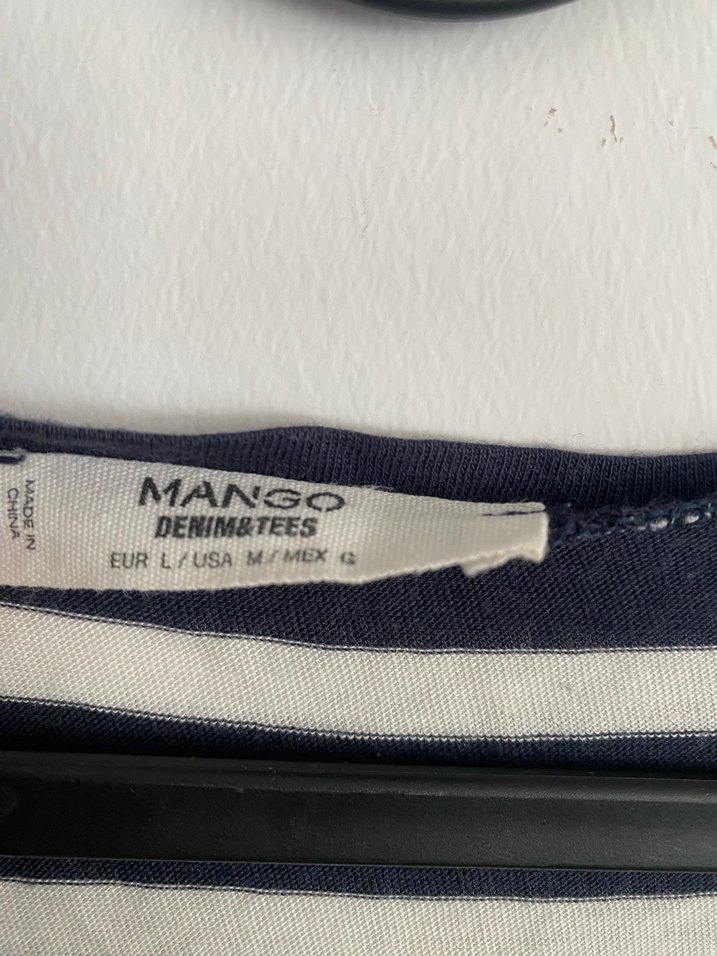 MANGO
DENIM&TEES
EUR L / USA M / MEX G
MADE IN
CHINA